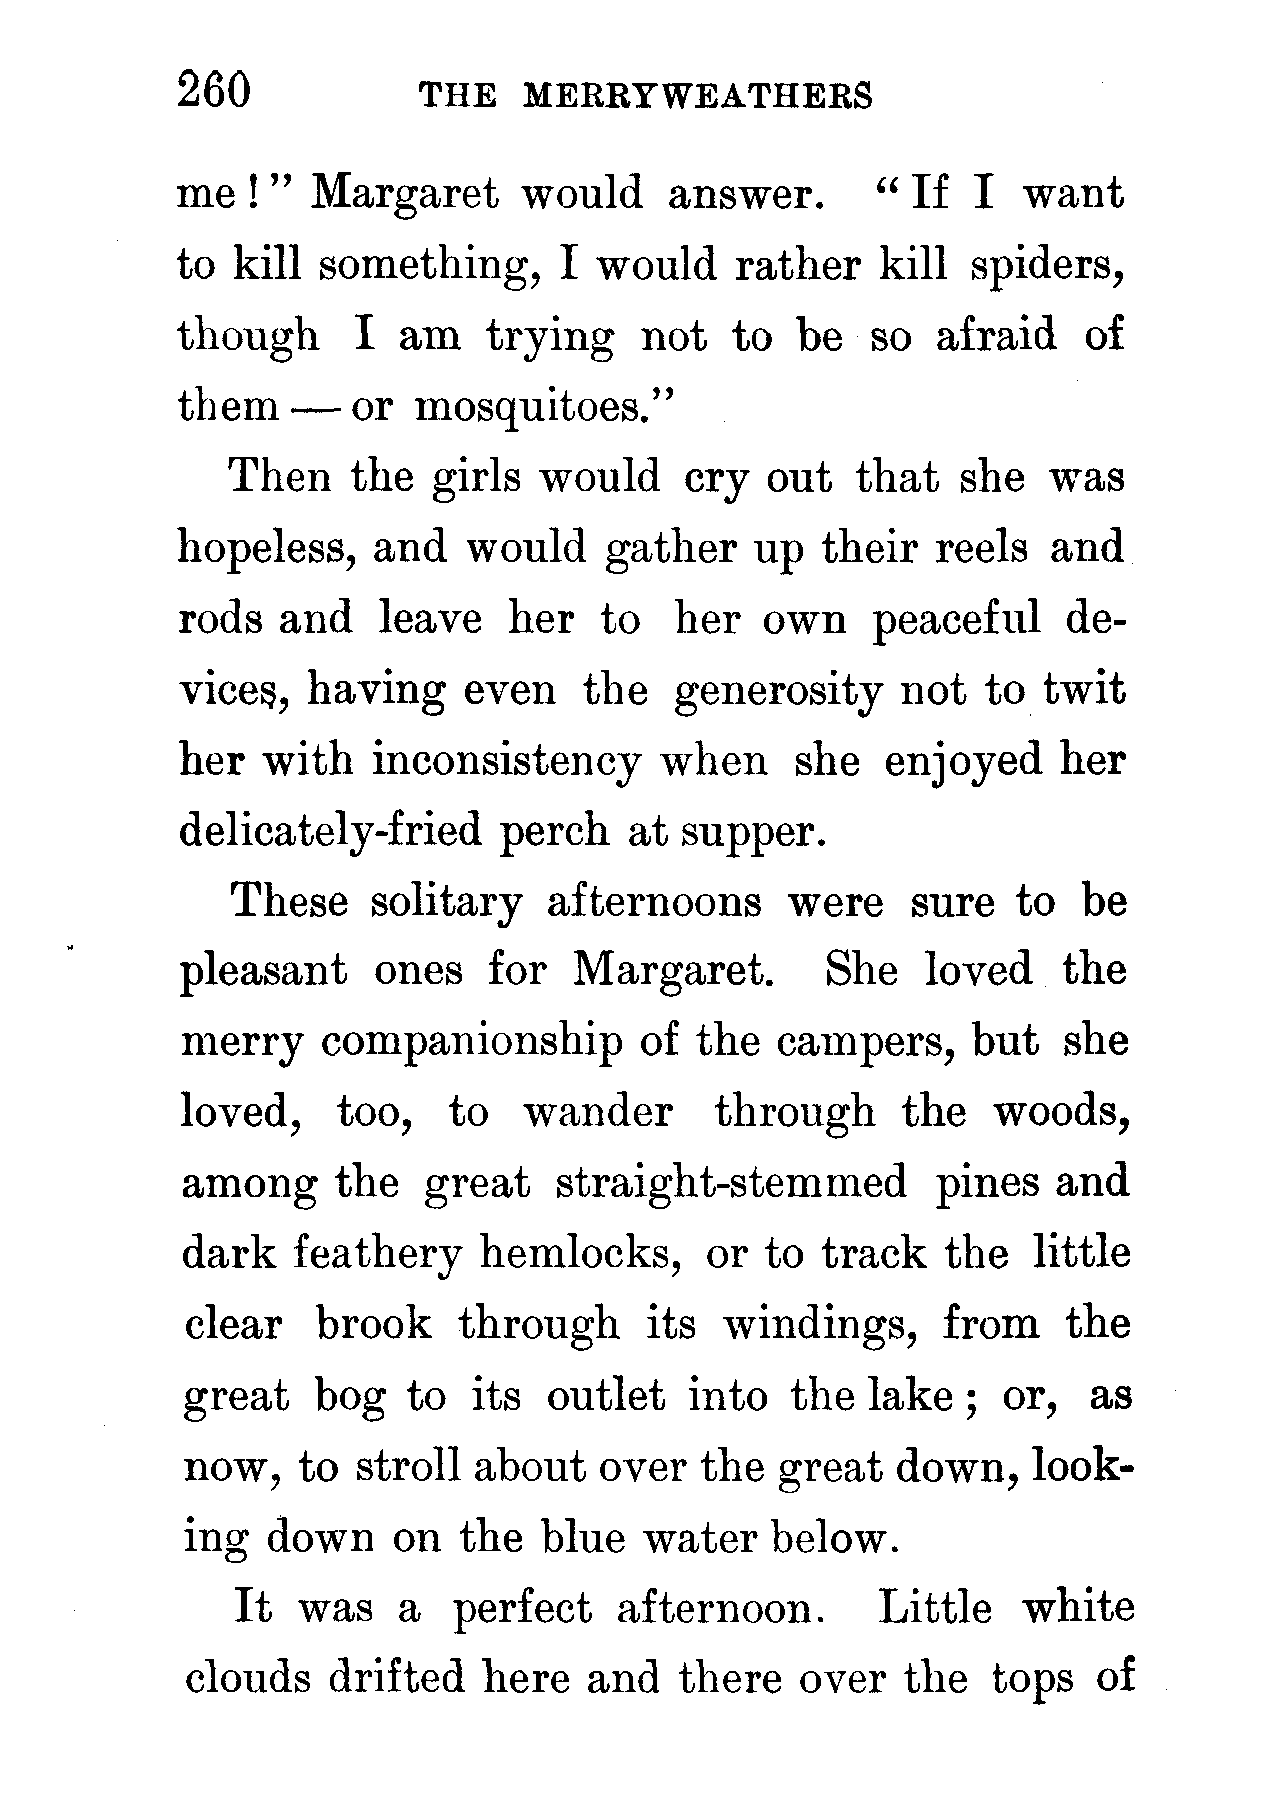 260 THE MERRYWEATHERS
me!" Margaret would answer. "If I want
to kill something, I would rather kill spiders,
though I am trying not to be so afraid of
them — or mosquitoes."
Then the girls would cry out that she was
hopeless, and would gather up their reels and
rods and leave her to her own peaceful de-
vices, having even the generosity not to twit
her with inconsistency when she enjoyed her
delicately-fried perch at supper.
These solitary afternoons were sure to be
pleasant ones for Margaret. She loved the
merry companionship of the campers, but she
loved, too, to wander through the woods,
among the great straight-stemmed pines and
dark feathery hemlocks, or to track the little
clear brook through its windings, from the
great bog to its outlet into the lake; or, as
now, to stroll about over the great down, look-
ing down on the blue water below.
It was a perfect afternoon. Little white
clouds drifted here and there over the tops of